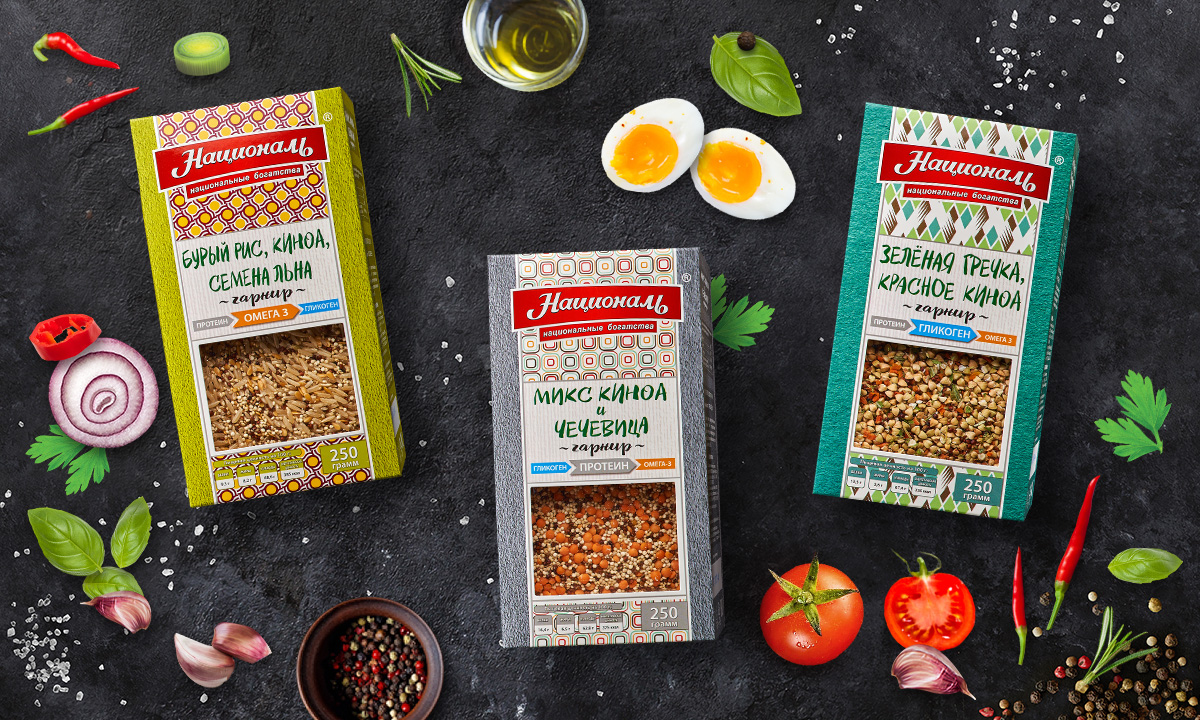 Националь
®
национальные богатства
БУРЫЙ РИС, КИНОА,
СЕМЕНА ЛЬНА
~гарнир~
ПРОТЕИН ОМЕГА 3 ГЛИКОГЕН
250
грамм
Националь
®
национальные богатства
МИКС КИНОА
и
ЧЕЧЕВИЦА
~гарнир~
ГЛИКОГЕН ПРОТЕИН ОМЕГА-3
250
грамм
Националь
®
национальные богатства
ЗЕЛЁНАЯ ГРЕЧКА,
КРАСНОЕ КИНОА
~гарнир~
ПРОТЕИН ГЛИКОГЕН ОМЕГА 3
250
грамм